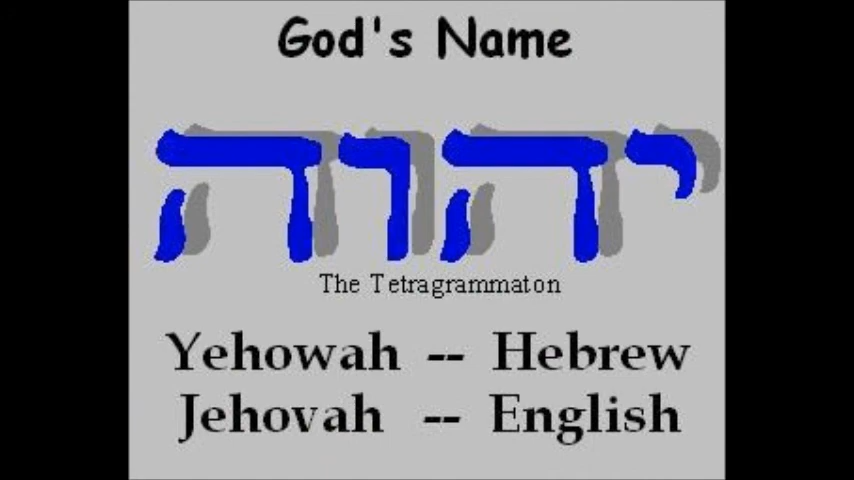 God's Name
יהוה
The Tetragrammaton
Yehowah -- Hebrew
Jehovah -- English